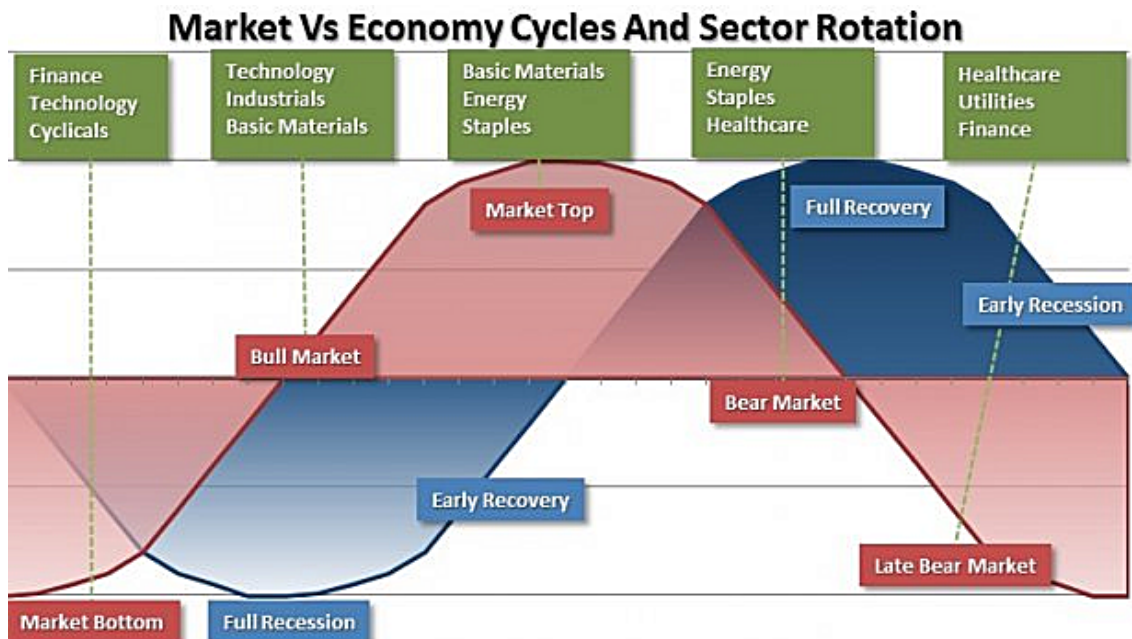 Market Vs Economy Cycles And Sector Rotation
Finance
Technology
Cyclicals
Technology
Industrials
Basic Materials
Basic Materials
Energy
Staples
Energy
Staples
Healthcare
Healthcare
Utilities
Finance
Market Top
Full Recovery
Early Recession
Bull Market
Bear Market
Early Recovery
Late Bear Market
Market Bottom
Full Recession